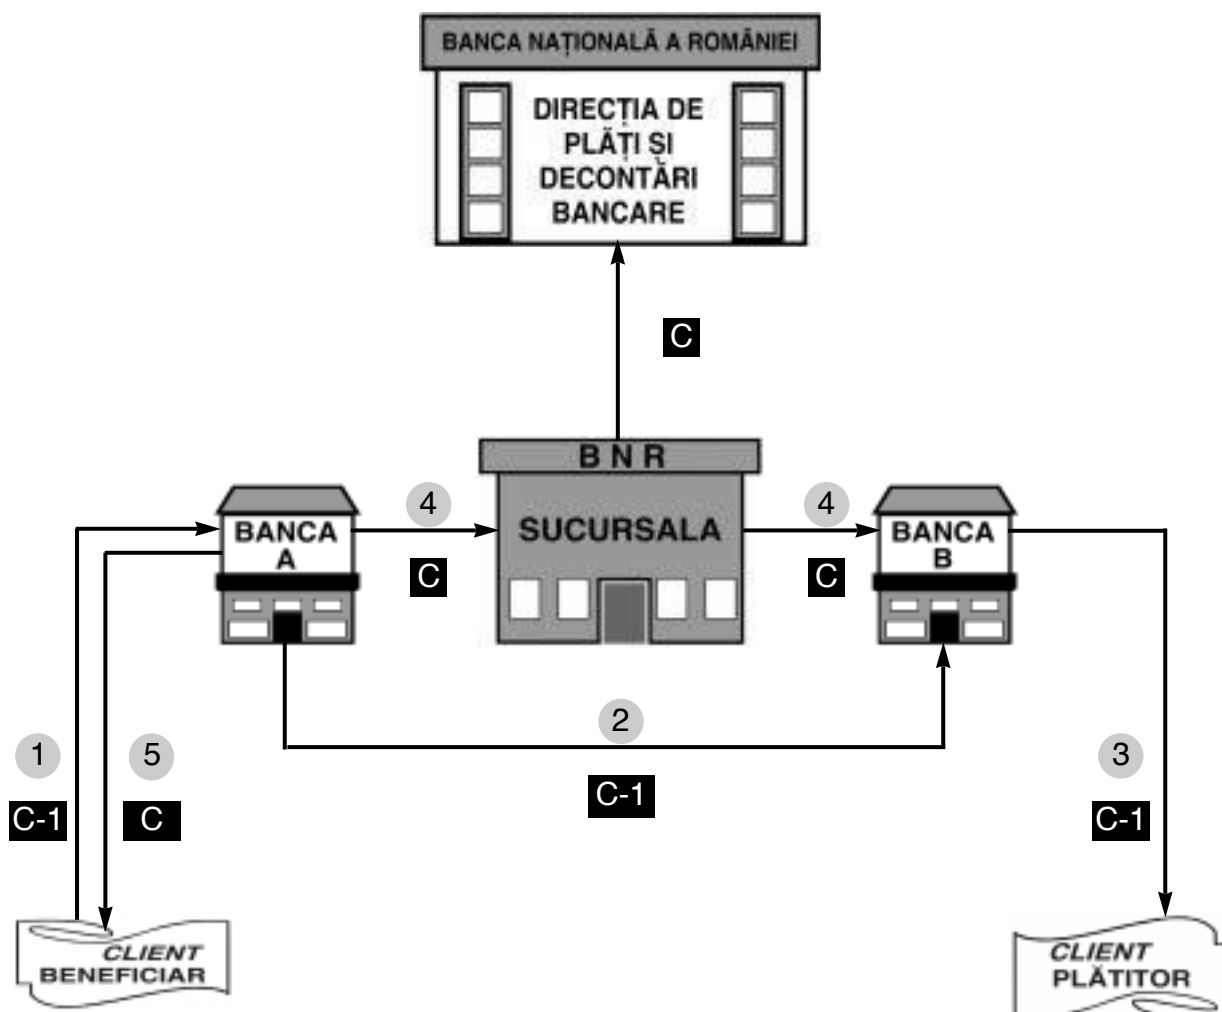 BANCA NAȚIONALĂ A ROMÂNIEI
DIRECȚIA DE
PLĂȚI ȘI
DECONTĂRI
BANCARE
C
B N R
SUCURSALA
4
C
4
C
BANCA
A
BANCA
B
2
C-1
1
C-1
5
C
3
C-1
CLIENT
BENEFICIAR
CLIENT
PLĂTITOR